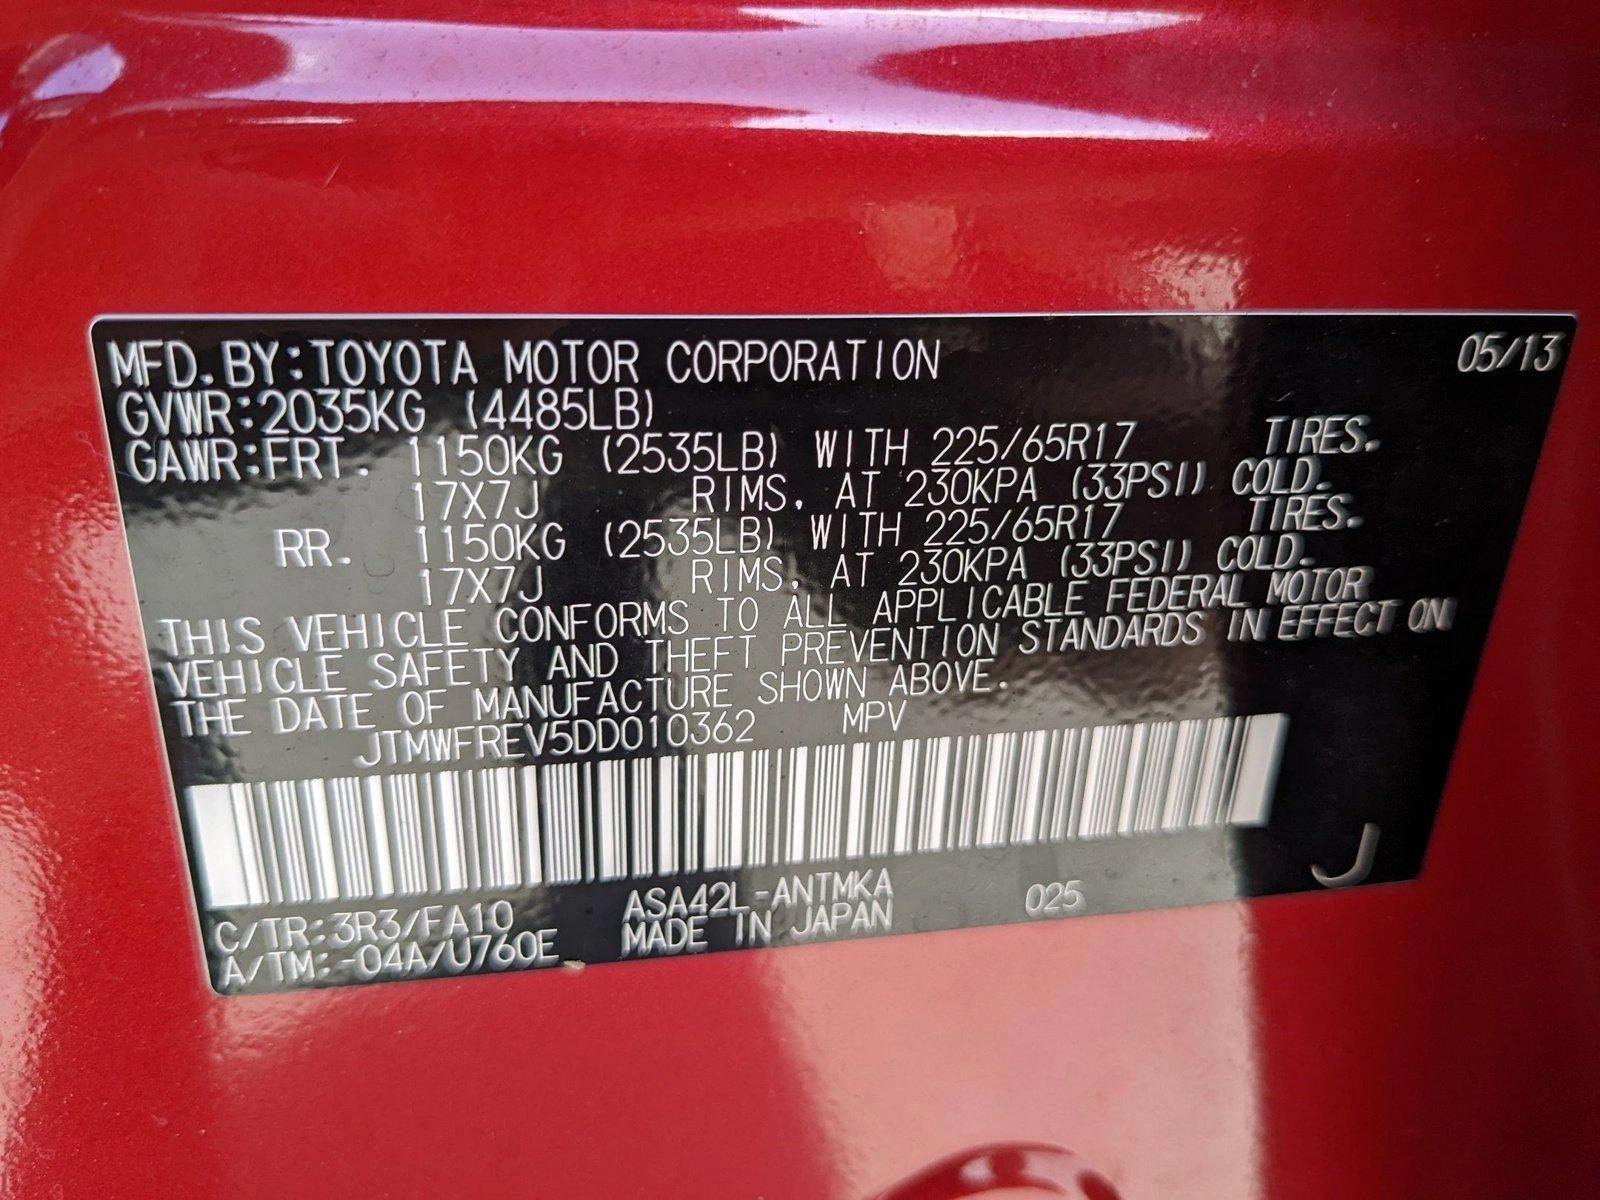 MFD.BY:TOYOTA MOTOR CORPORATION 05/13
GVWR:2035KG (4485LB)
GAWR:FRT. 1150KG (2535LB) WITH 225/65R17 TIRES.
17X7J RIMS, AT 230KPA (33PSI) COLD.
RR. 1150KG (2535LB) WITH 225/65R17 TIRES.
17X7J RIMS, AT 230KPA (33PSI) COLD.
THIS VEHICLE CONFORMS TO ALL APPLICABLE FEDERAL MOTOR
VEHICLE SAFETY AND THEFT PREVENTION STANDARDS IN EFFECT ON
THE DATE OF MANUFACTURE SHOWN ABOVE.
JTMWFREV5DD010362 MPV
J
C/TR:3R3/FA10 ASA42L-ANTMKA 025
A/TM:-04A/U760E MADE IN JAPAN